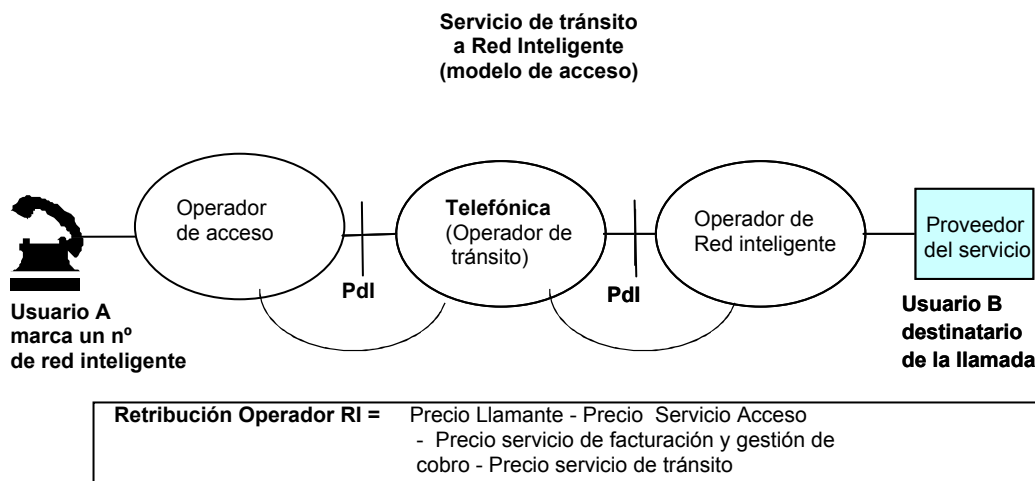 Servicio de tránsito
a Red Inteligente
(modelo de acceso)
Operador
de acceso
Telefónica
(Operador de
tránsito)
Operador de
Red inteligente
Proveedor
del servicio
PdI
PdI
Usuario A
marca un nº
de red inteligente
Usuario B
destinatario
de la llamada
Retribución Operador RI = Precio Llamante - Precio Servicio Acceso
- Precio servicio de facturación y gestión de
cobro - Precio servicio de tránsito